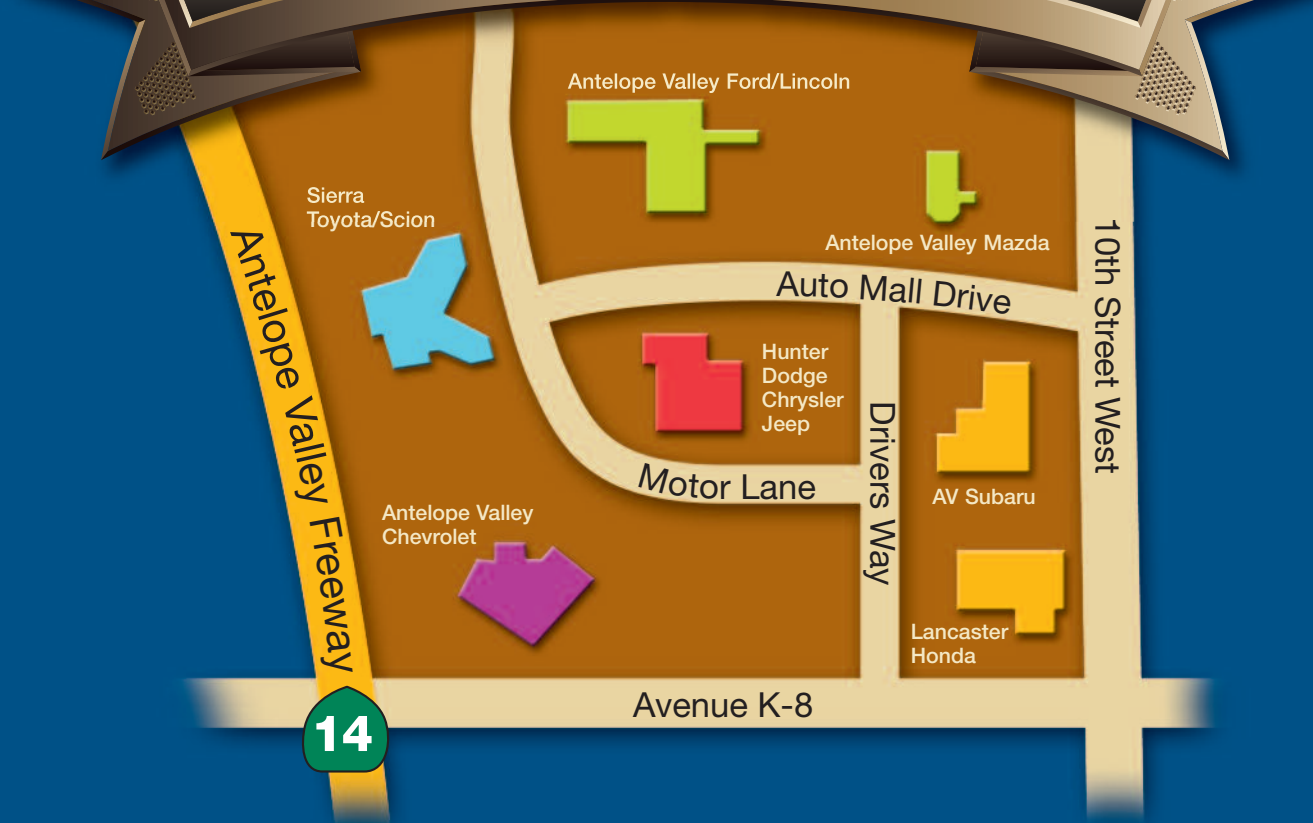 Antelope Valley Ford/Lincoln
Sierra
Toyota/Scion
Antelope Valley Mazda
Antelope Valley Freeway
10th Street West
Auto Mall Drive
Hunter
Dodge
Chrysler
Jeep
Drivers Way
Motor Lane
AV Subaru
Antelope Valley
Chevrolet
Lancaster
Honda
Avenue K-8
14